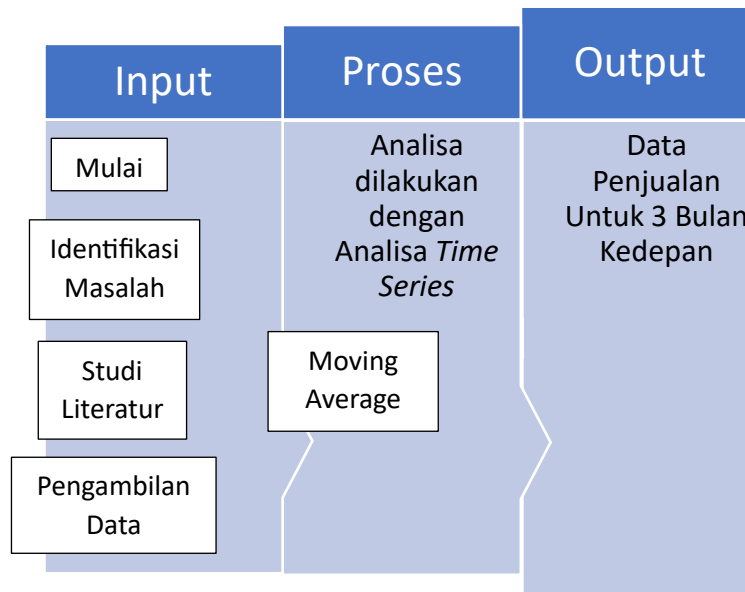 Input
Mulai
Identifikasi
Masalah
Studi
Literatur
Pengambilan
Data
Proses
Analisa
dilakukan
dengan
Analisa Time
Series
Moving
Average
Output
Data
Penjualan
Untuk 3 Bulan
Kedepan